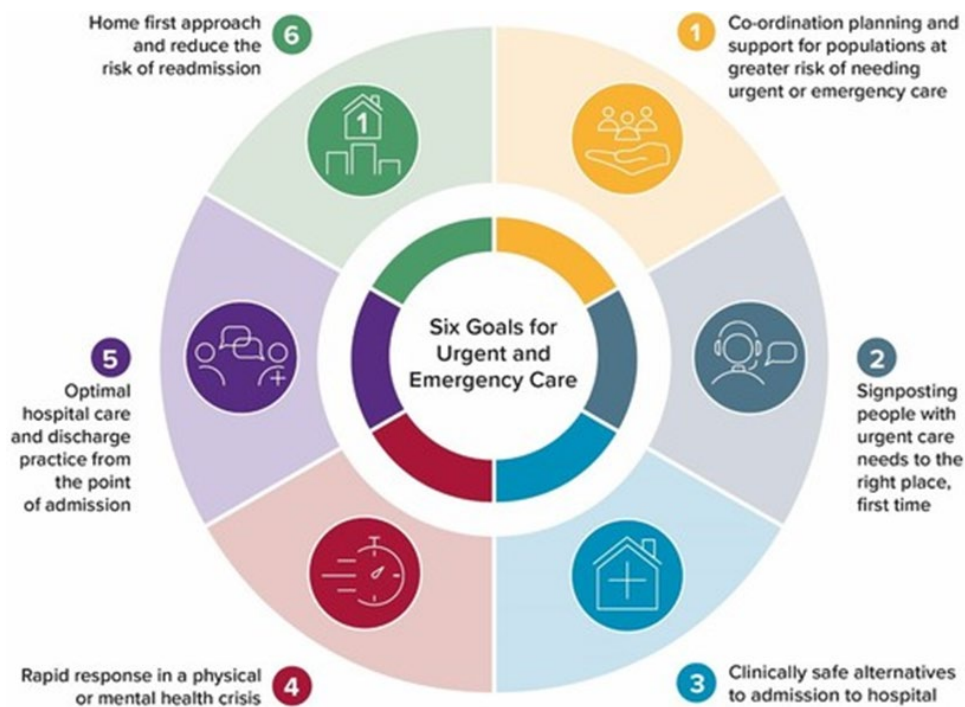 Six Goals for
Urgent and
Emergency Care
1
Co-ordination planning and
support for populations at
greater risk of needing
urgent or emergency care
2
Signposting
people with
urgent care
needs to the
right place,
first time
3
Clinically safe alternatives
to admission to hospital
4
Rapid response in a physical
or mental health crisis
5
Optimal
hospital care
and discharge
practice from
the point
of admission
6
Home first approach
and reduce the
risk of readmission
1